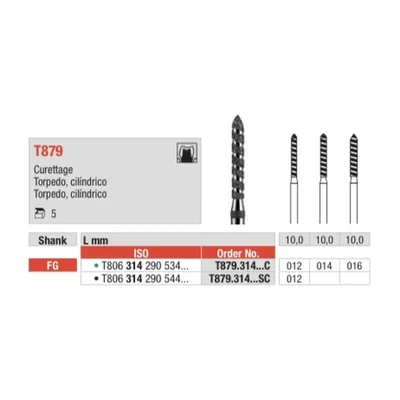 T879
Curettage
Torpedo, cilíndrico
Torpedo, cilíndrico
5
Shank L mm 10,0 10,0 10,0
ISO Order No.
FG • T806 314 290 534... T879.314...C 012 014 016
• T806 314 290 544... T879.314...SC 012